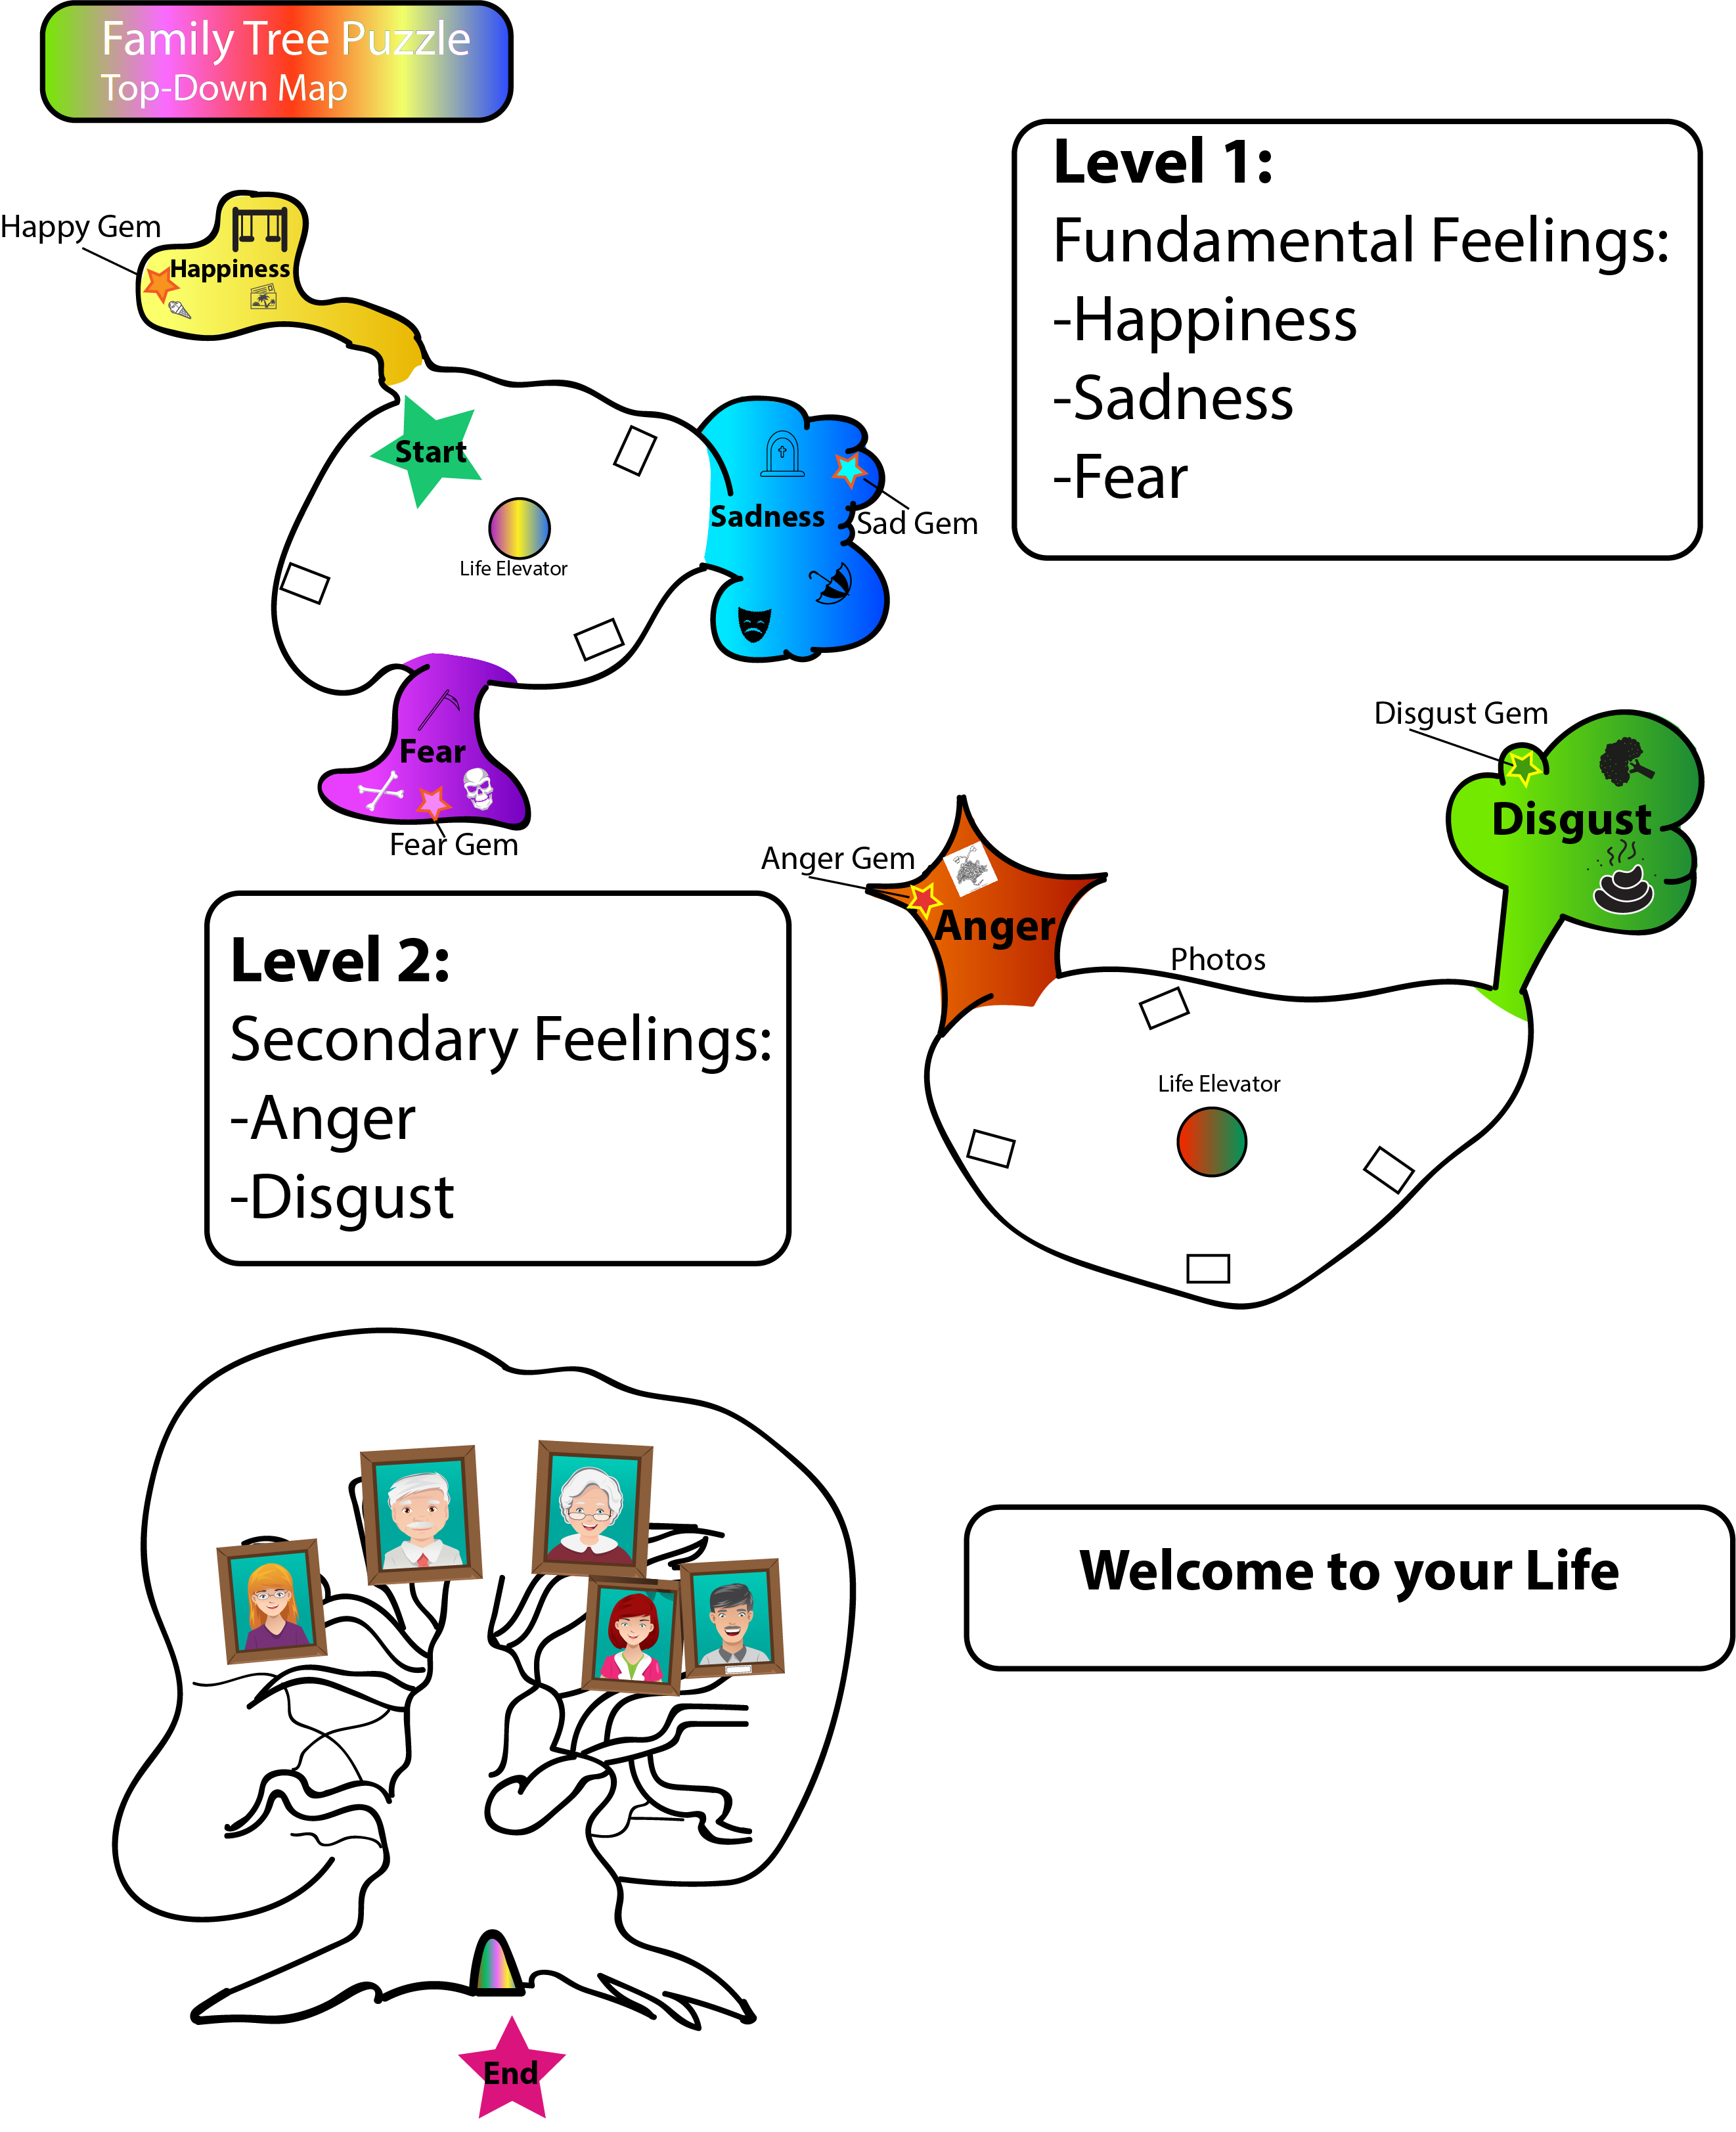 Family Tree Puzzle
Top-Down Map
Level 1:
Fundamental Feelings:
-Happiness
-Sadness
-Fear
Happy Gem
Happiness
Start
Life Elevator
Sadness
Sad Gem
Fear
Fear Gem
Disgust Gem
Disgust
Anger Gem
Anger
Photos
Life Elevator
Level 2:
Secondary Feelings:
-Anger
-Disgust
Welcome to your Life
End